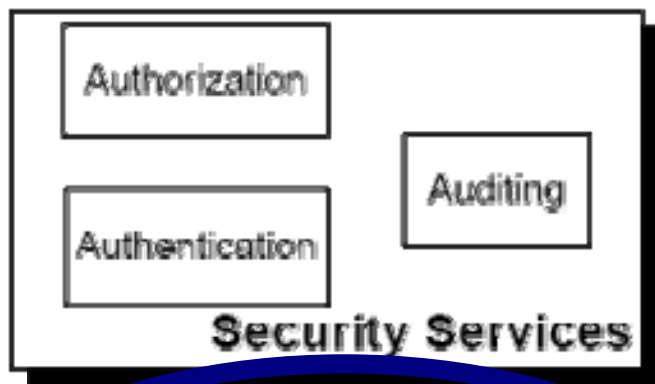 Authorization
Auditing
Authentication
Security Services